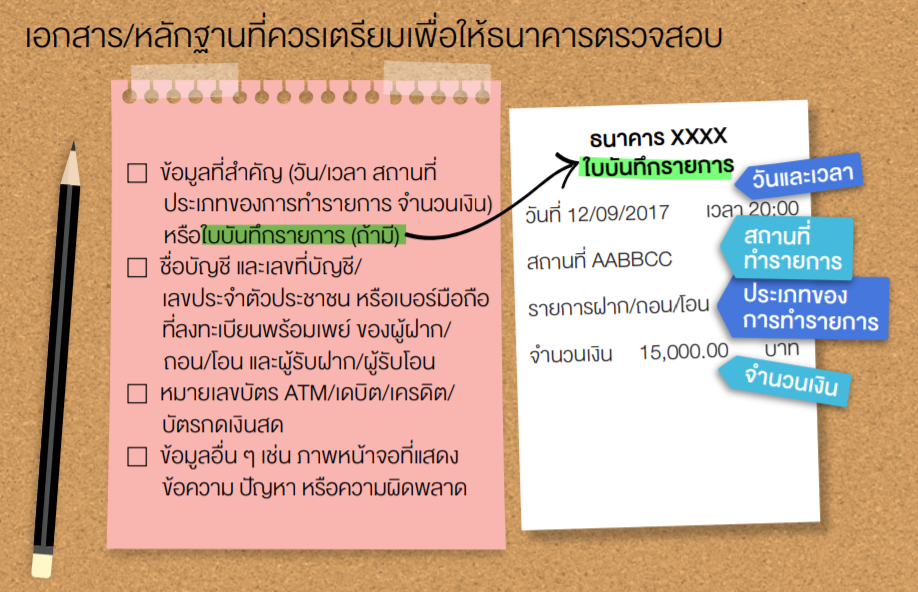 เอกสาร/หลักฐานที่ควรเตรียมเพื่อให้ธนาคารตรวจสอบ
☐ ข้อมูลที่สำคัญ (วัน/เวลา สถานที่
ประเภทของการทำรายการ จำนวนเงิน)
หรือใบบันทึกรายการ (ถ้ามี)
☐ ชื่อบัญชี และเลขที่บัญชี/
เลขประจำตัวประชาชน หรือเบอร์มือถือ
ที่ลงทะเบียนพร้อมเพย์ ของผู้ฝาก/
ถอน/โอน และผู้รับฝาก/ผู้รับโอน
☐ หมายเลขบัตร ATM/เดบิต/เครดิต/
บัตรกดเงินสด
☐ ข้อมูลอื่น ๆ เช่น ภาพหน้าจอที่แสดง
ข้อความ ปัญหา หรือความผิดพลาด
ธนาคาร XXXX
ใบบันทึกรายการ
วันและเวลา
วันที่ 12/09/2017 เวลา 20:00
สถานที่
ทำรายการ
สถานที่ AABBCC
ประเภทของ
การทำรายการ
รายการฝาก/ถอน/โอน
จำนวนเงิน 15,000.00 บาท
จำนวนเงิน